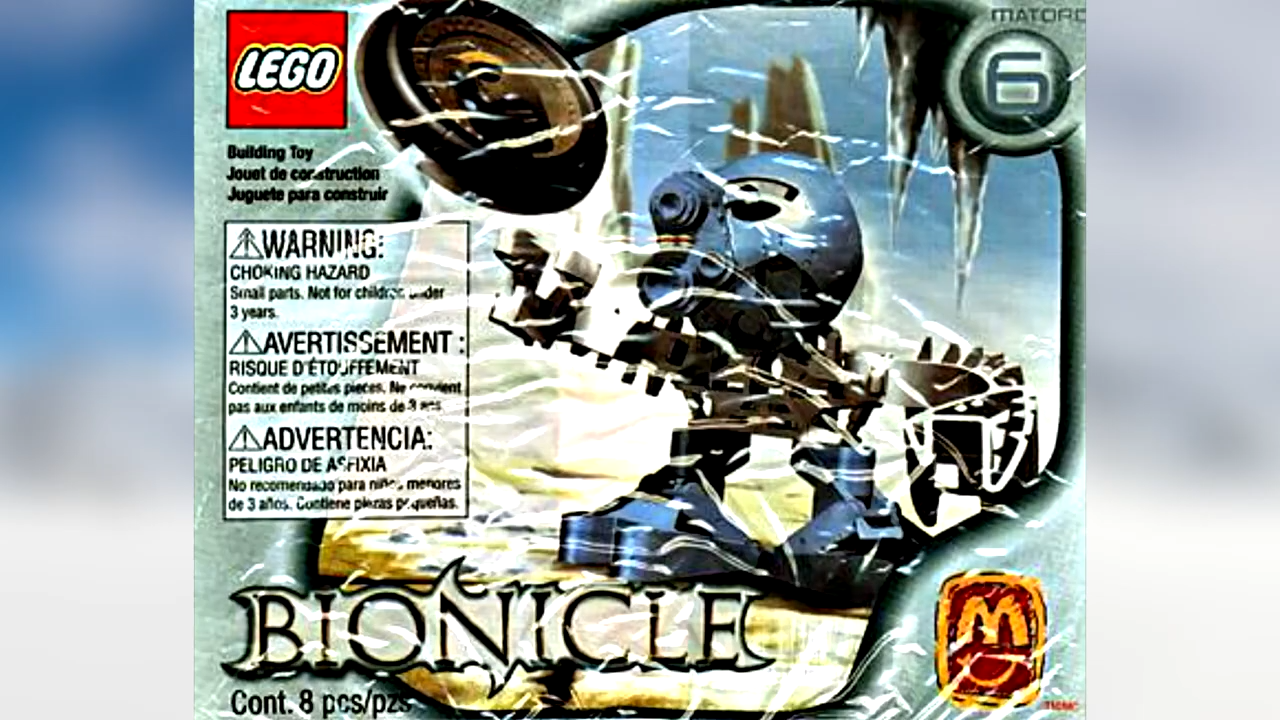 LEGO
MATORO
6
Building Toy
Jouet de construction
Juguete para construir
⚠WARNING:
CHOKING HAZARD
Small parts. Not for children under
3 years.
⚠AVERTISSEMENT :
RISQUE D'ÉTOUFFEMENT
Contient de petites pieces. Ne convient
pas aux enfants de moins de 3 ans.
⚠ADVERTENCIA:
PELIGRO DE ASFIXIA
No recomendado para niños menores
de 3 años. Contiene piezas pequeñas.
BIONICLE
M
Cont. 8 pcs/pzs